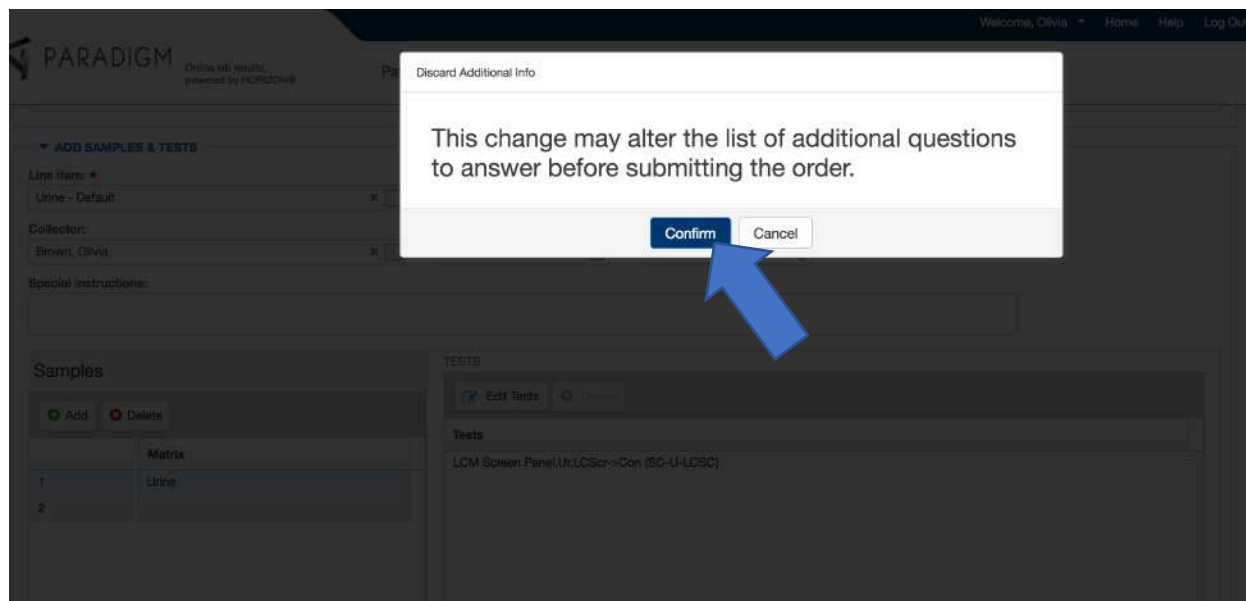 Welcome, Olivia Home Help Log Out
PARADIGM
Online lab results,
powered by HORIZON®
Pa
Discard Additional Info
This change may alter the list of additional questions
to answer before submitting the order.
Confirm Cancel
ADD SAMPLES & TESTS
Line Item: *
Urine - Default
Collector:
Brown, Olivia
Special instructions:
Samples
Add Delete
Matrix
1 Urine
2
TESTS
Edit Tests
Tests
LCM Screen Panel,Ur,LCScr->Con (SC-U-LCSC)